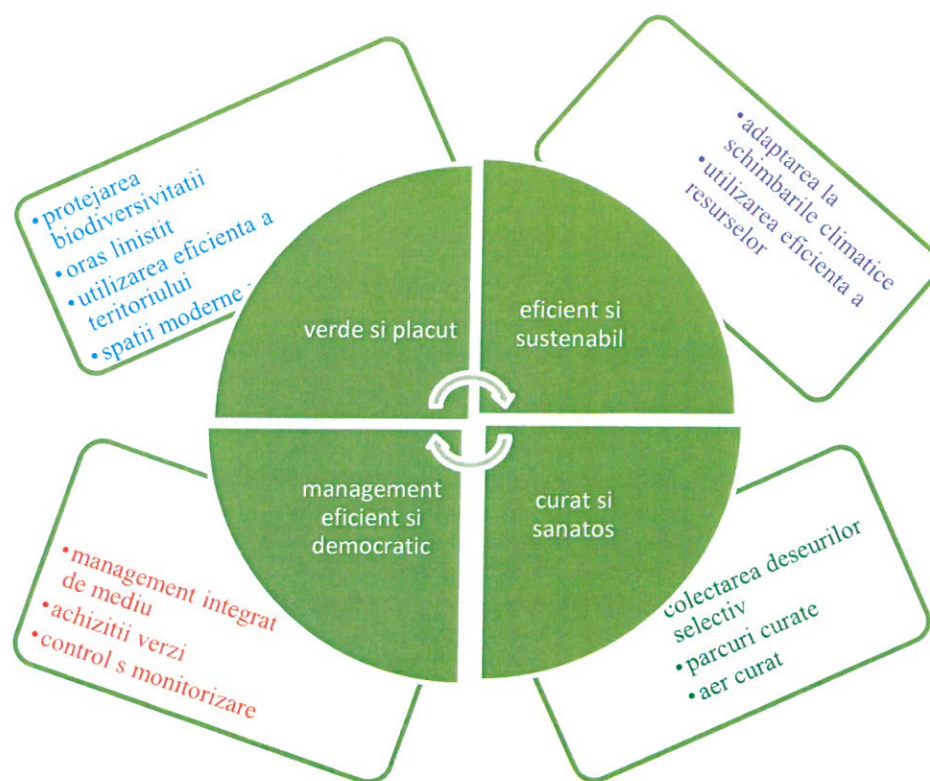 •protejarea
biodiversivitatii
•oras linistit
•utilizarea eficienta a
teritoriului
•spatii moderne
•adaptarea la
schimbarile climatice
•utilizarea eficienta a
resurselor
verde si placut
eficient si
sustenabil
management
eficient si
democratic
curat si
sanatos
•management integrat
de mediu
•achizitii verzi
•control s monitorizare
colectarea deseurilor
selectiv
•parcuri curate
•aer curat